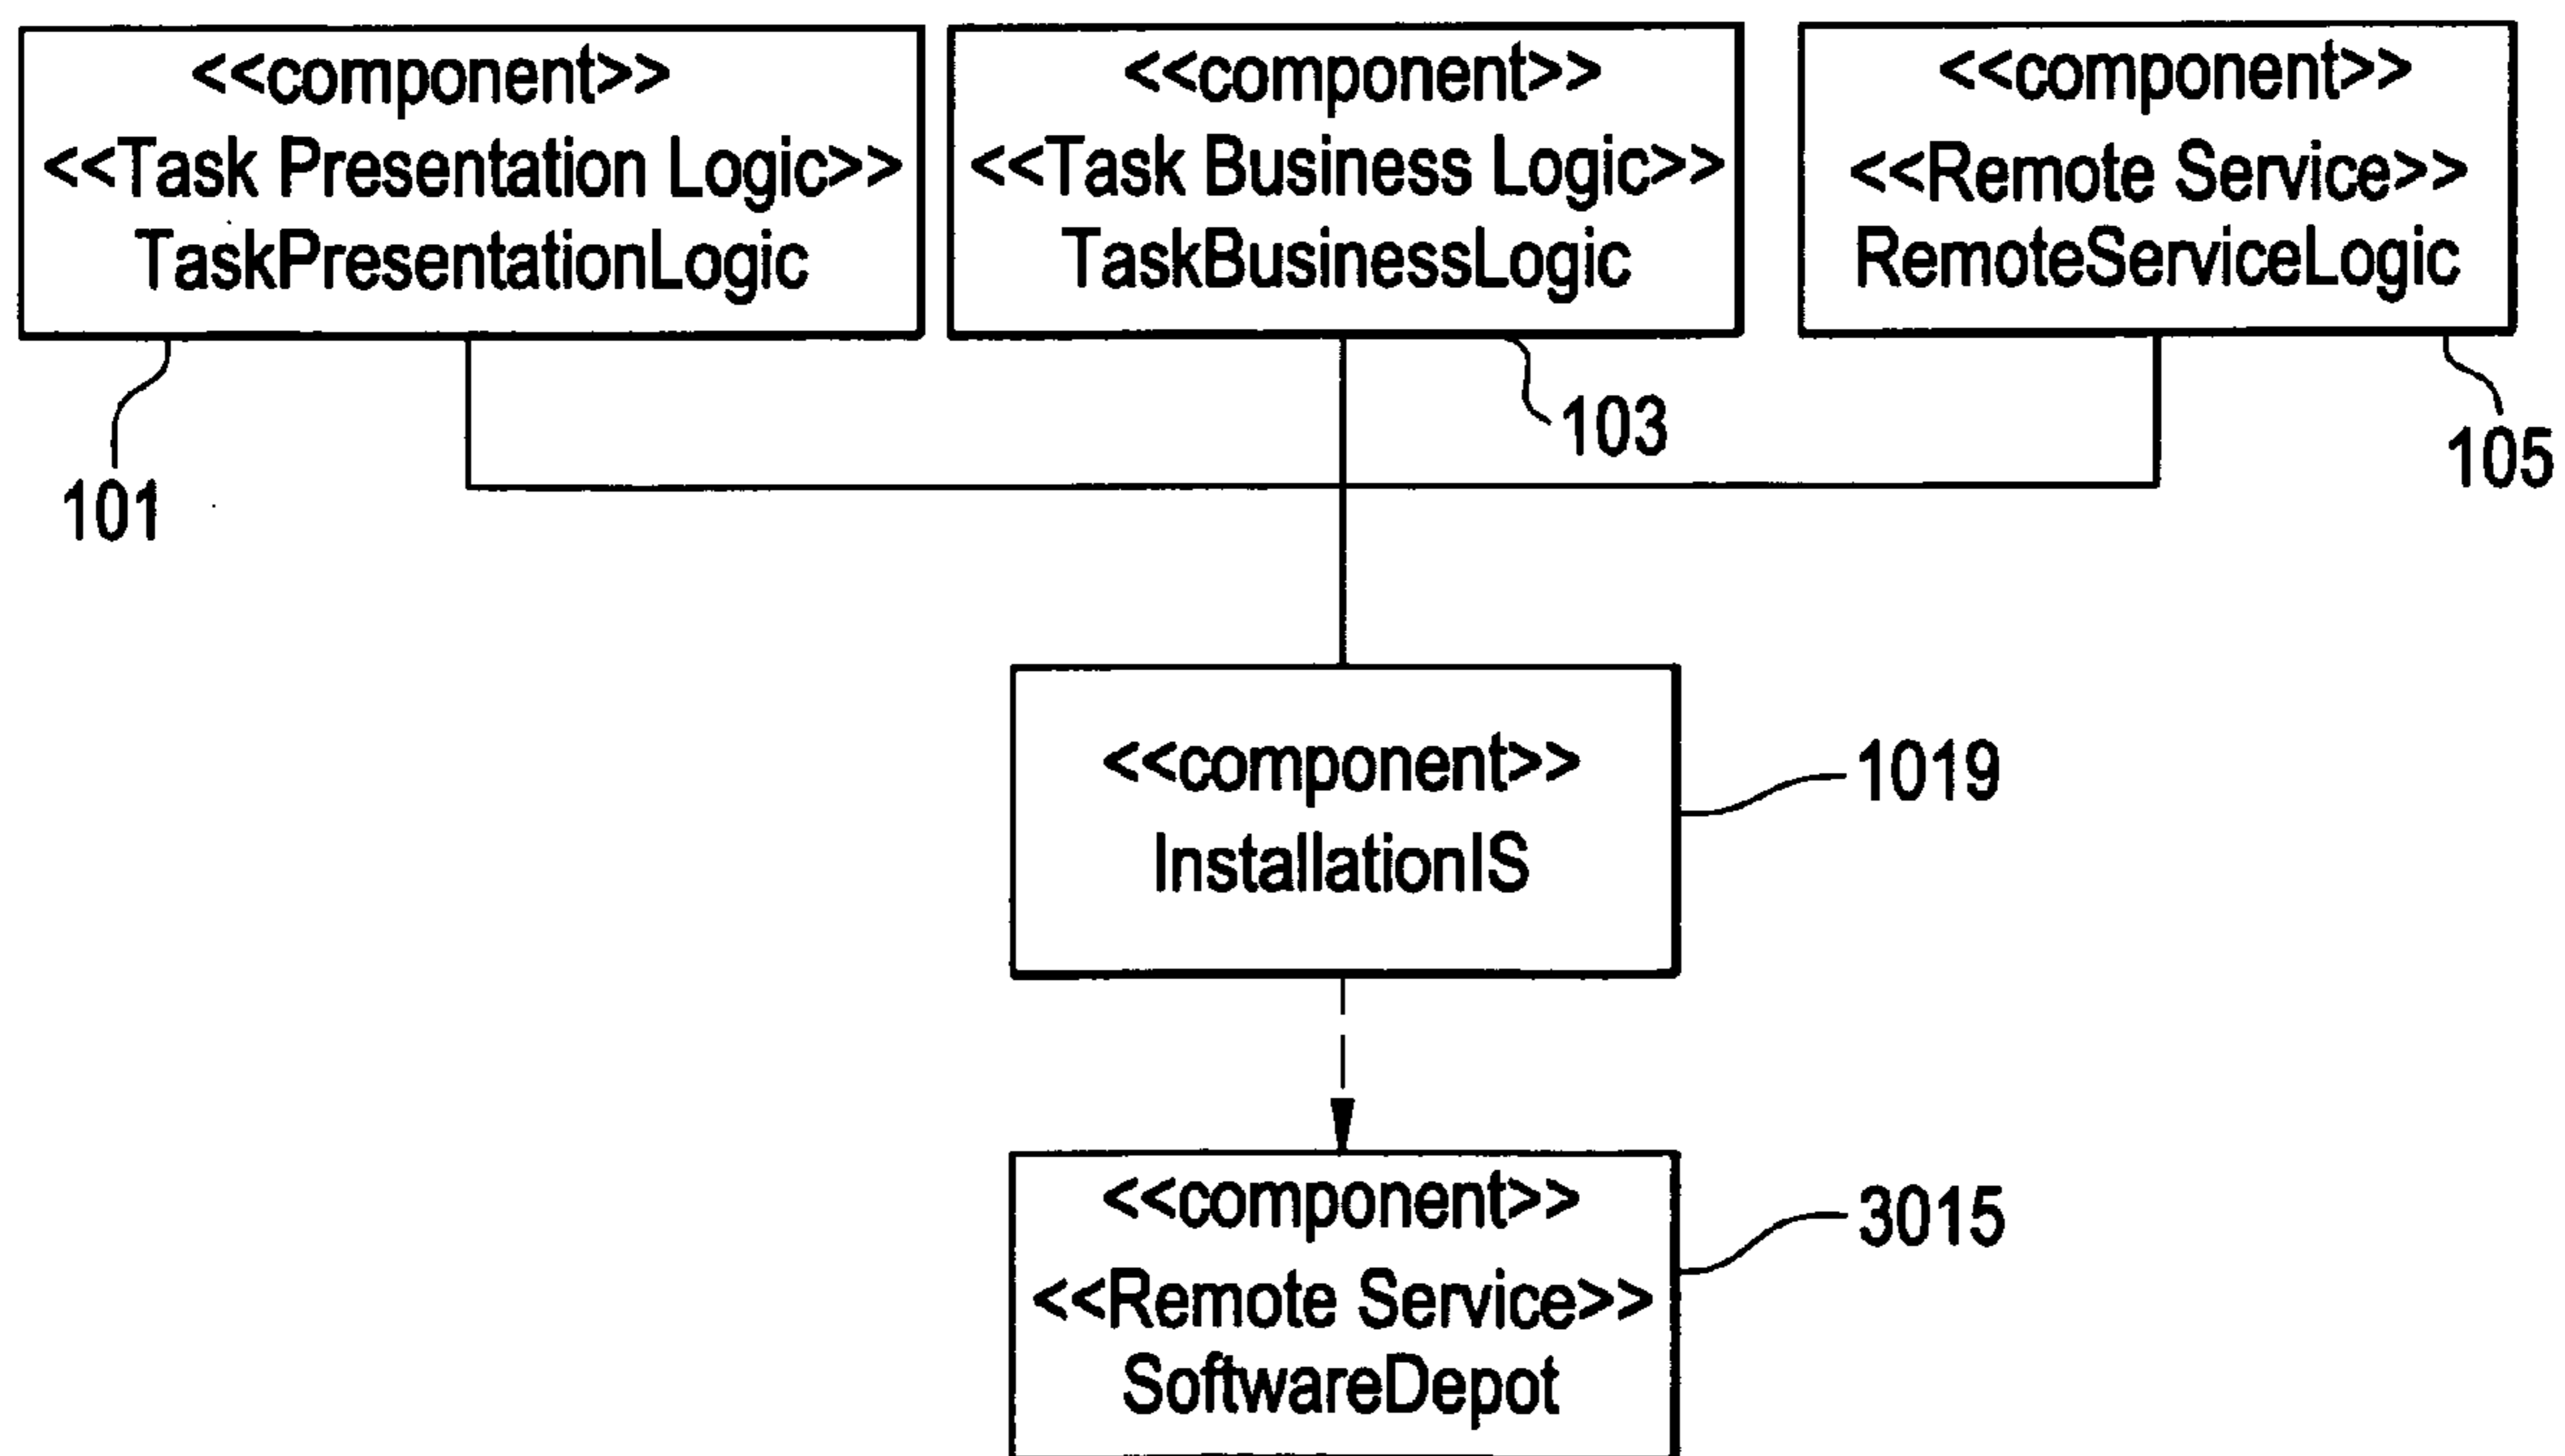 <<component>>
<<Task Presentation Logic>>
TaskPresentationLogic
<<component>>
<<Task Business Logic>>
TaskBusinessLogic
<<component>>
<<Remote Service>>
RemoteServiceLogic
101
103
105
<<component>>
InstallationIS
1019
<<component>>
<<Remote Service>>
SoftwareDepot
3015